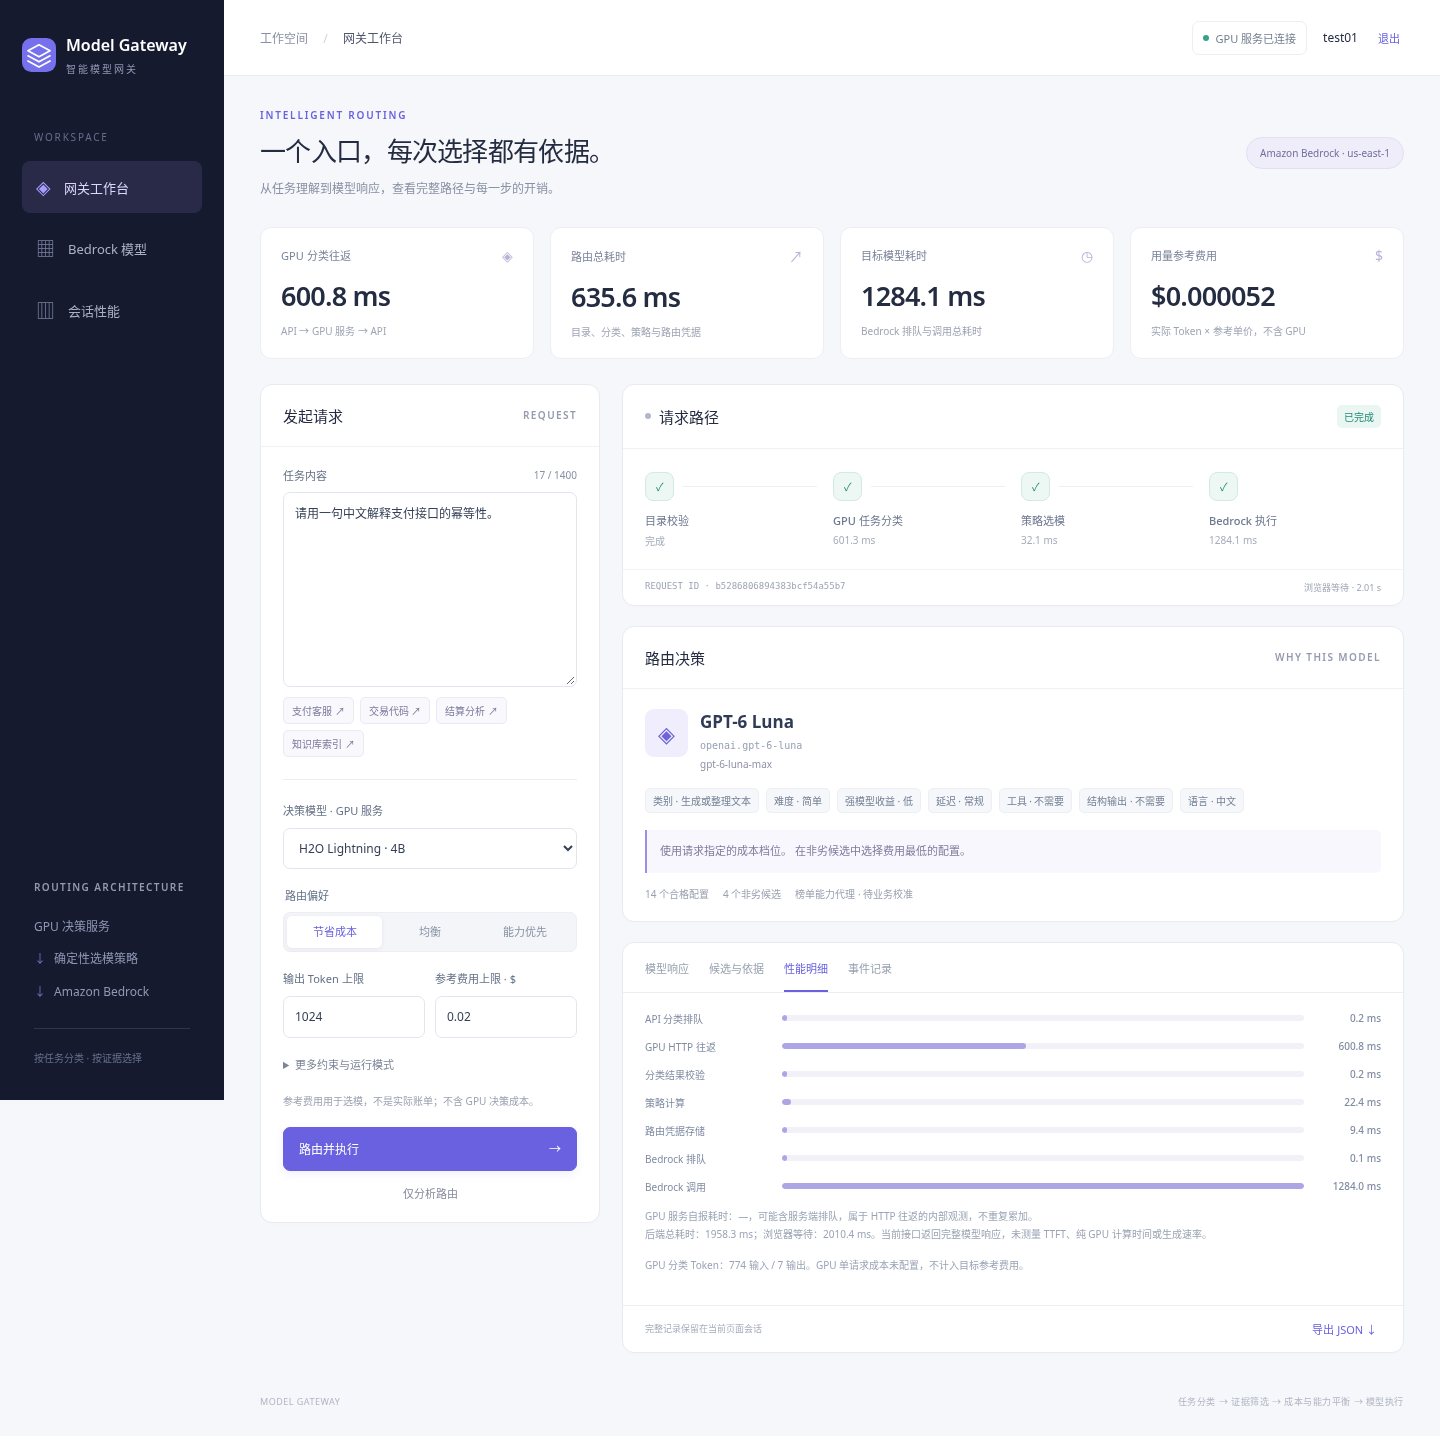 Model Gateway
智能模型网关
WORKSPACE
网关工作台
Bedrock 模型
会话性能
ROUTING ARCHITECTURE
GPU 决策服务
↓ 确定性选模策略
↓ Amazon Bedrock
按任务分类 · 按证据选择
工作空间 / 网关工作台
GPU 服务已连接 test01 退出
INTELLIGENT ROUTING
一个入口，每次选择都有依据。
从任务理解到模型响应，查看完整路径与每一步的开销。
Amazon Bedrock · us-east-1
GPU 分类往返 ◈
600.8 ms
API → GPU 服务 → API
路由总耗时 ↗
635.6 ms
目录、分类、策略与路由凭据
目标模型耗时 ◷
1284.1 ms
Bedrock 排队与调用总耗时
用量参考费用 $
$0.000052
实际 Token × 参考单价，不含 GPU
发起请求 REQUEST
任务内容 17 / 1400
请用一句中文解释支付接口的幂等性。
支付客服 ↗ 交易代码 ↗ 结算分析 ↗
知识库索引 ↗
决策模型 · GPU 服务
H2O Lightning · 4B
路由偏好
节省成本 均衡 能力优先
输出 Token 上限 参考费用上限 · $
1024 0.02
▶ 更多约束与运行模式
参考费用用于选模，不是实际账单；不含 GPU 决策成本。
路由并执行 →
仅分析路由
请求路径 已完成
✓ ✓ ✓ ✓
目录校验 GPU 任务分类 策略选模 Bedrock 执行
完成 601.3 ms 32.1 ms 1284.1 ms
REQUEST ID · b5286806894383bcf54a55b7 浏览器等待 · 2.01 s
路由决策 WHY THIS MODEL
GPT-6 Luna
openai.gpt-6-luna
gpt-6-luna-max
类别 · 生成或整理文本 难度 · 简单 强模型收益 · 低 延迟 · 常规 工具 · 不需要 结构输出 · 不需要 语言 · 中文
使用请求指定的成本档位。 在非劣候选中选择费用最低的配置。
14 个合格配置 4 个非劣候选 榜单能力代理 · 待业务校准
模型响应 候选与依据 性能明细 事件记录
API 分类排队 0.2 ms
GPU HTTP 往返 600.8 ms
分类结果校验 0.2 ms
策略计算 22.4 ms
路由凭据存储 9.4 ms
Bedrock 排队 0.1 ms
Bedrock 调用 1284.0 ms
GPU 服务自报耗时：—，可能含服务端排队，属于 HTTP 往返的内部观测，不重复累加。
后端总耗时：1958.3 ms；浏览器等待：2010.4 ms。当前接口返回完整模型响应，未测量 TTFT、纯 GPU 计算时间或生成速率。
GPU 分类 Token：774 输入 / 7 输出。GPU 单请求成本未配置，不计入目标参考费用。
完整记录保留在当前页面会话 导出 JSON ↓
MODEL GATEWAY 任务分类 → 证据筛选 → 成本与能力平衡 → 模型执行